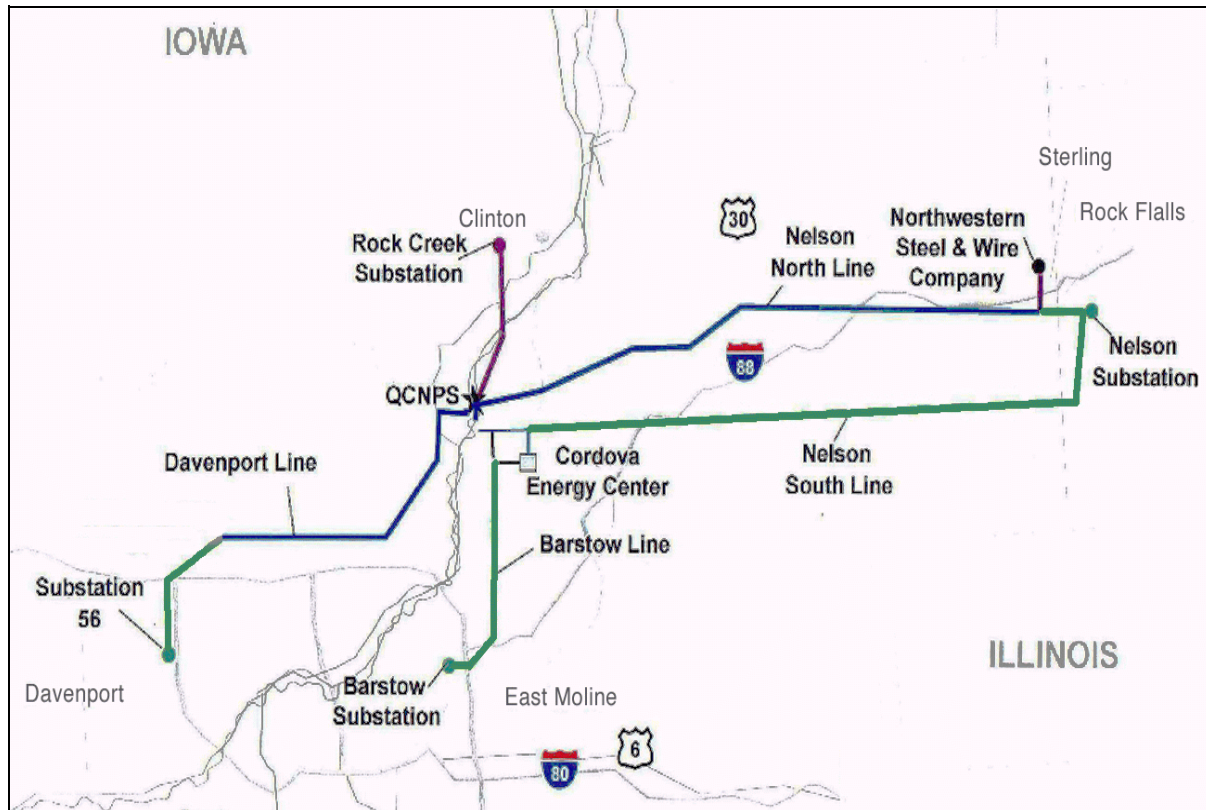 IOWA
Sterling
Clinton
30
Northwestern
Steel & Wire
Company
Rock Flalls
Rock Creek
Substation
Nelson
North Line
88
Nelson
Substation
QCNPS
Davenport Line
Cordova
Energy Center
Nelson
South Line
Barstow Line
Substation
56
ILLINOIS
Davenport
Barstow
Substation
East Moline
6
80